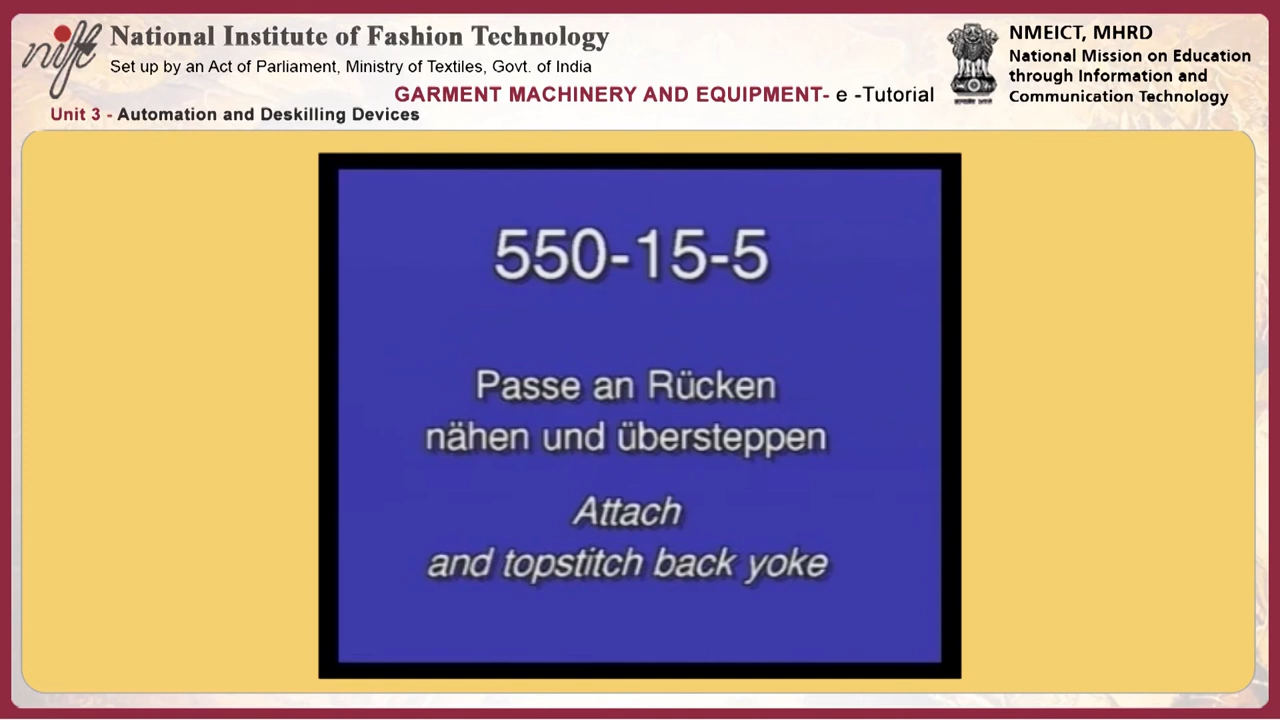 nift
National Institute of Fashion Technology
Set up by an Act of Parliament, Ministry of Textiles, Govt. of India
GARMENT MACHINERY AND EQUIPMENT- e -Tutorial
Unit 3 - Automation and Deskilling Devices
NMEICT, MHRD
National Mission on Education
through Information and
Communication Technology
550-15-5
Passe an Rücken
nähen und übersteppen
Attach
and topstitch back yoke